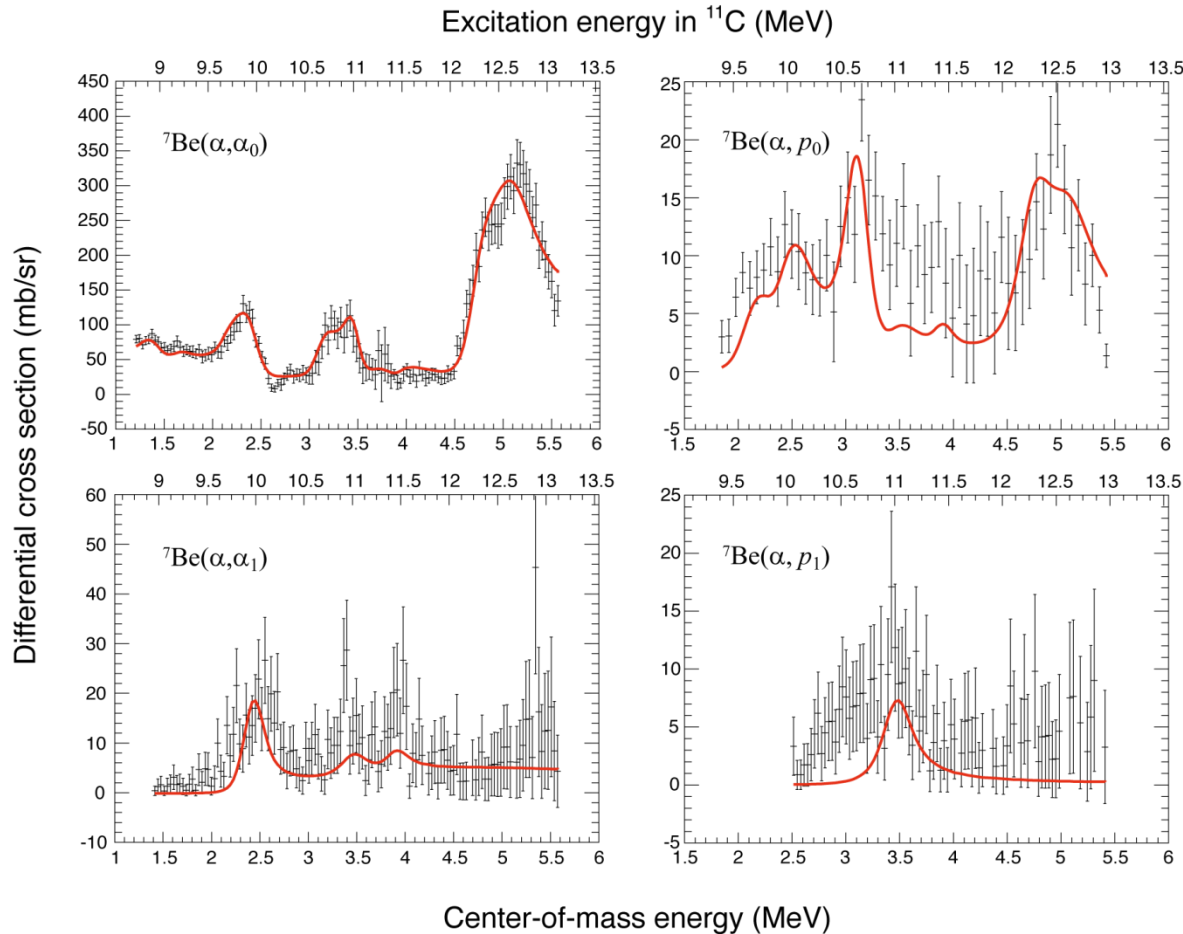 Excitation energy in ¹¹C (MeV)
9 9.5 10 10.5 11 11.5 12 12.5 13 13.5
450
400
350
300
250
200
150
100
50
0
-50
⁷Be(α,α₀)
1 1.5 2 2.5 3 3.5 4 4.5 5 5.5 6
9.5 10 10.5 11 11.5 12 12.5 13 13.5
25
20
15
10
5
0
-5
⁷Be(α, p₀)
1.5 2 2.5 3 3.5 4 4.5 5 5.5 6
Differential cross section (mb/sr)
9 9.5 10 10.5 11 11.5 12 12.5 13 13.5
60
50
40
30
20
10
0
-10
⁷Be(α,α₁)
1 1.5 2 2.5 3 3.5 4 4.5 5 5.5 6
9.5 10 10.5 11 11.5 12 12.5 13 13.5
25
20
15
10
5
0
-5
⁷Be(α, p₁)
1.5 2 2.5 3 3.5 4 4.5 5 5.5 6
Center-of-mass energy (MeV)